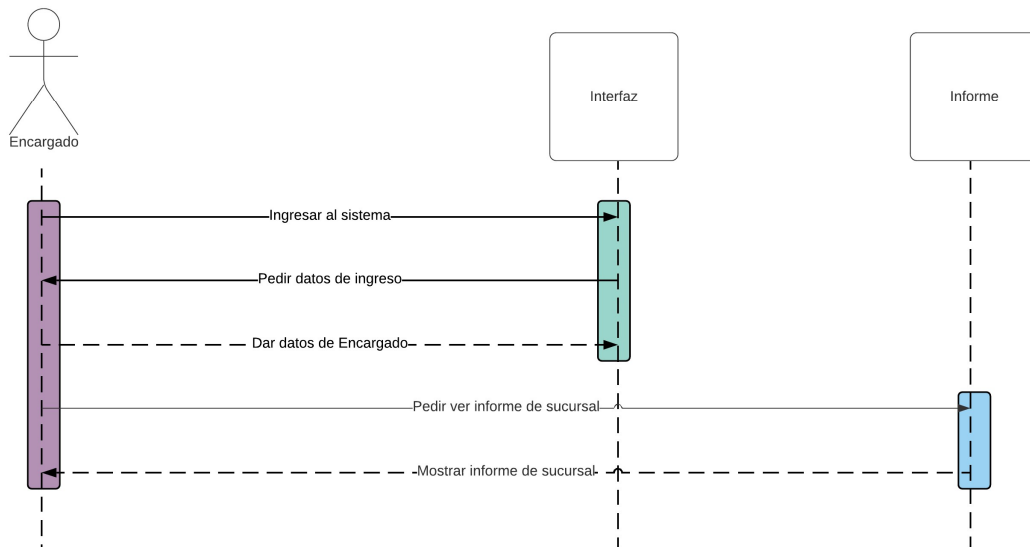 Encargado
Interfaz
Informe
Ingresar al sistema
Pedir datos de ingreso
Dar datos de Encargado
Pedir ver informe de sucursal
Mostrar informe de sucursal